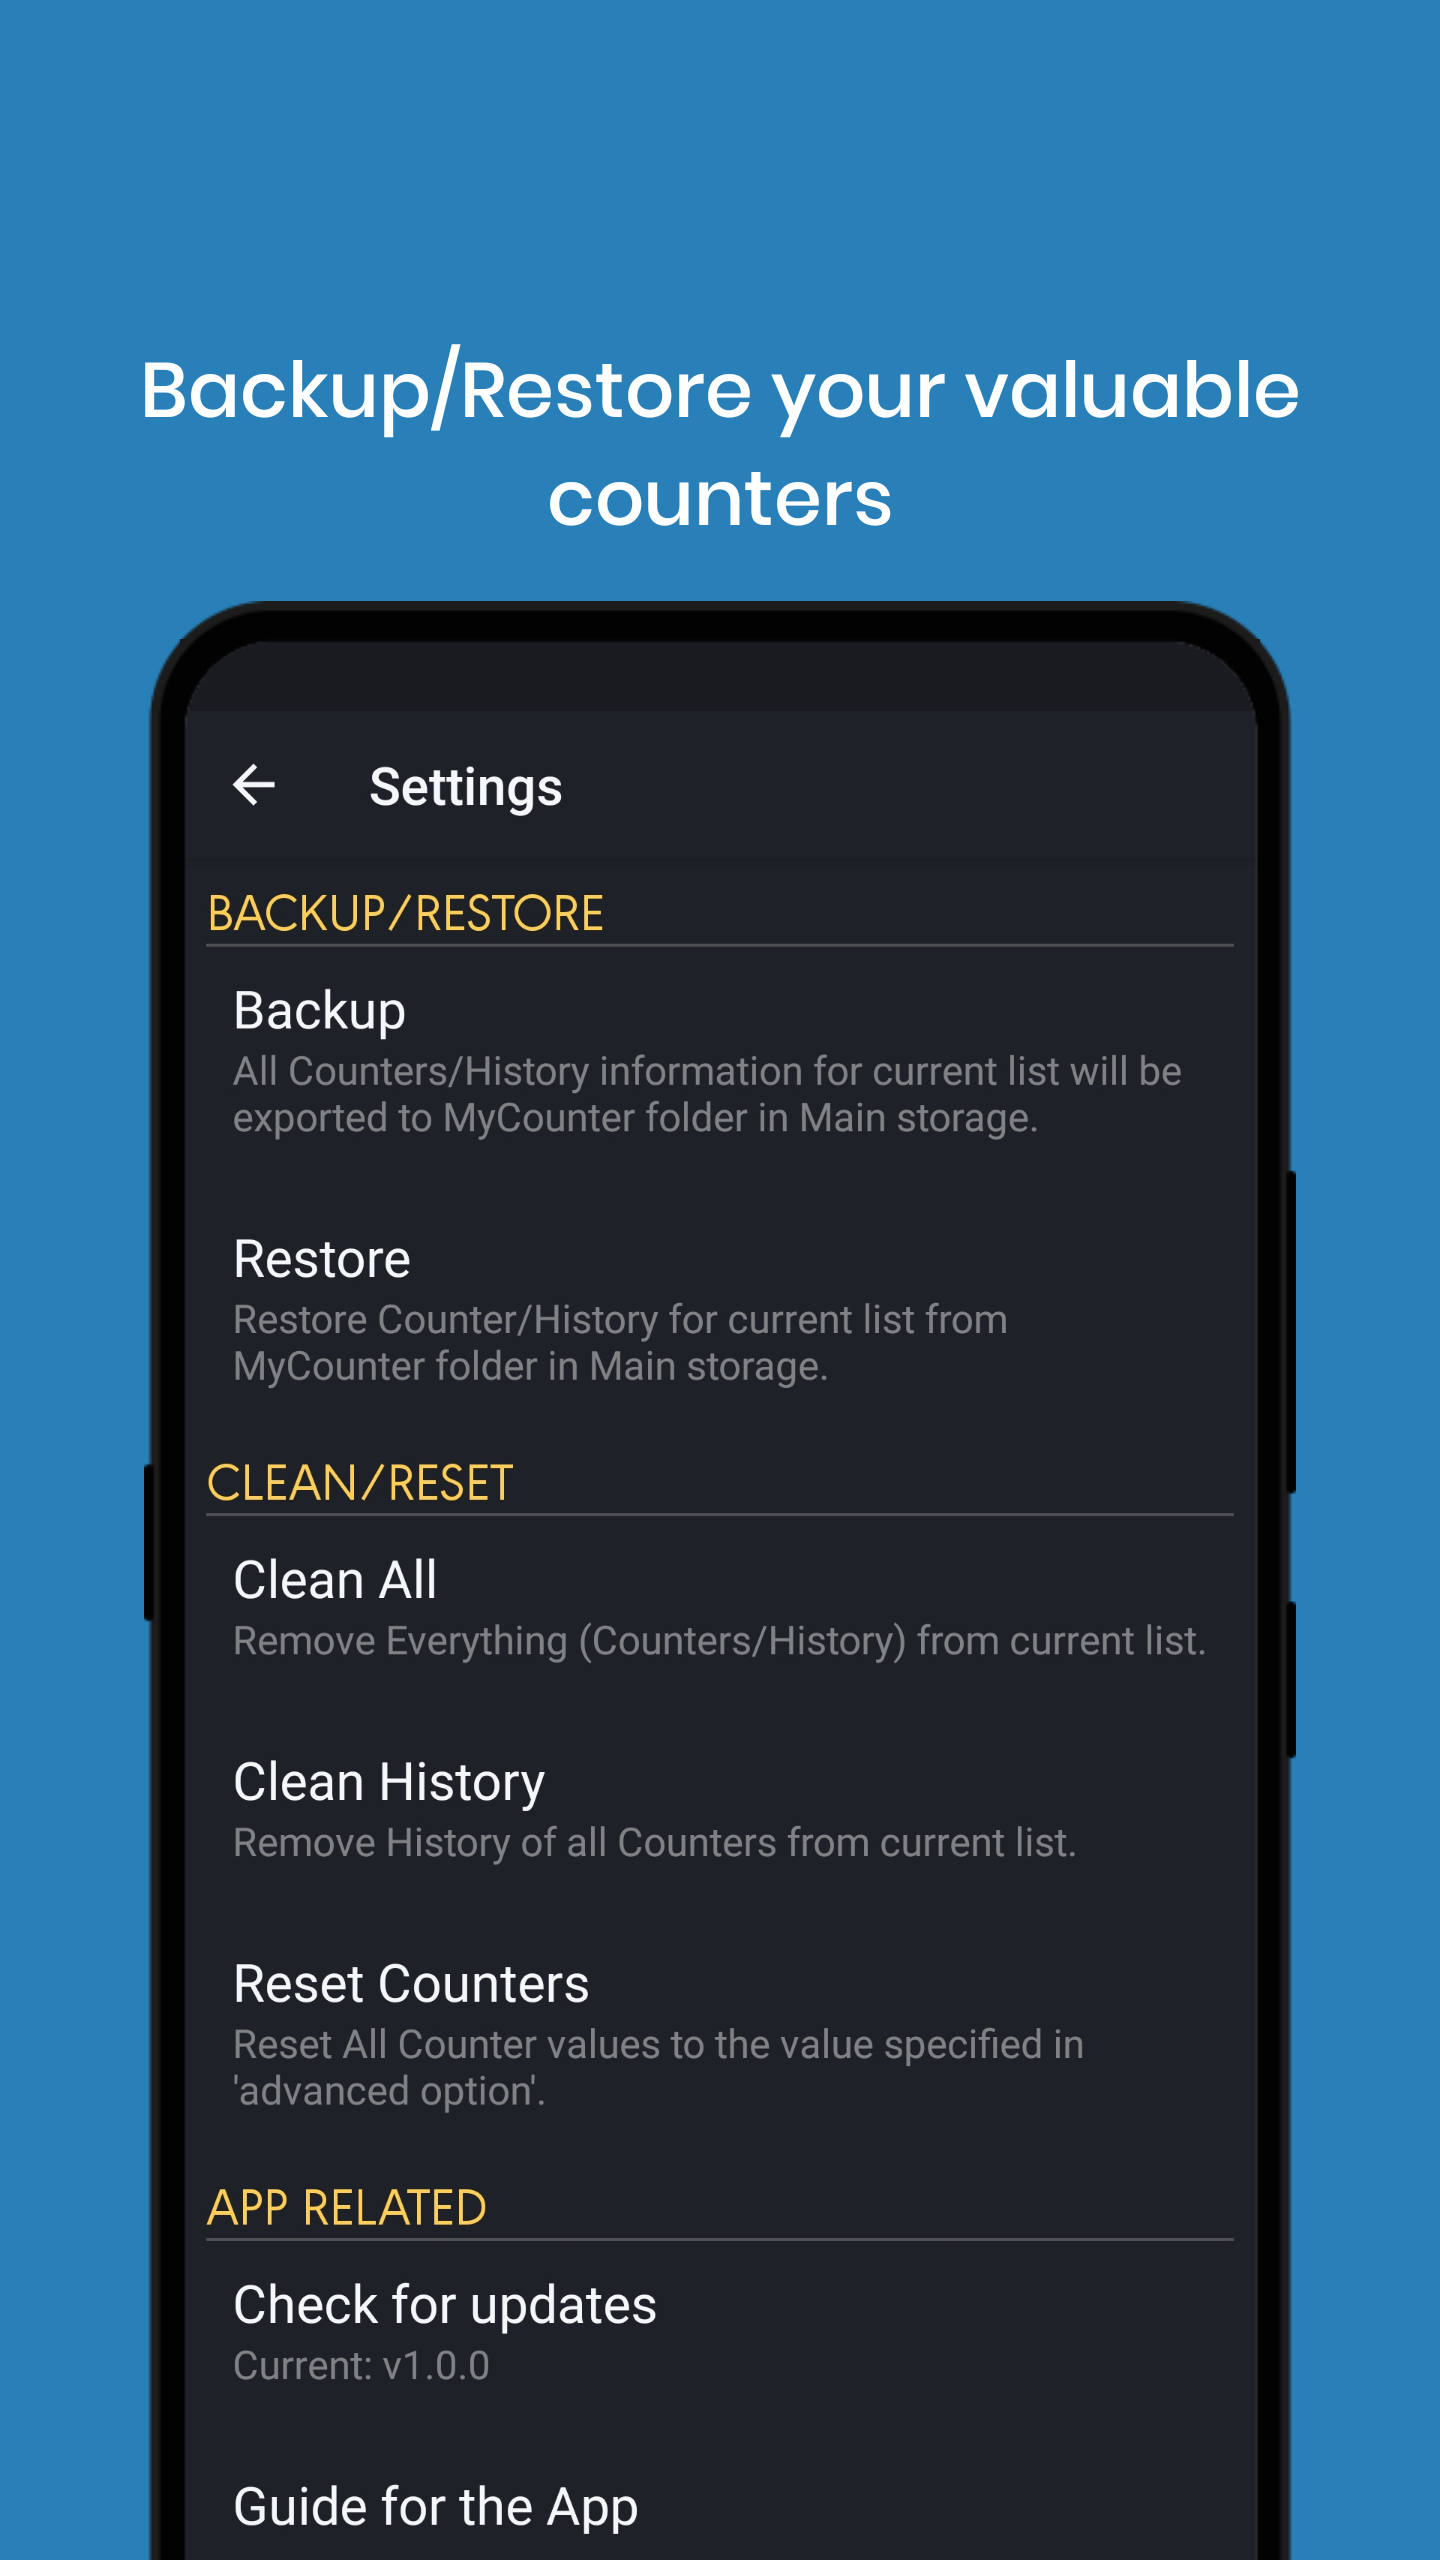 Backup/Restore your valuable
counters
Settings
BACKUP/RESTORE
Backup
All Counters/History information for current list will be
exported to MyCounter folder in Main storage.
Restore
Restore Counter/History for current list from
MyCounter folder in Main storage.
CLEAN/RESET
Clean All
Remove Everything (Counters/History) from current list.
Clean History
Remove History of all Counters from current list.
Reset Counters
Reset All Counter values to the value specified in
'advanced option'.
APP RELATED
Check for updates
Current: v1.0.0
Guide for the App